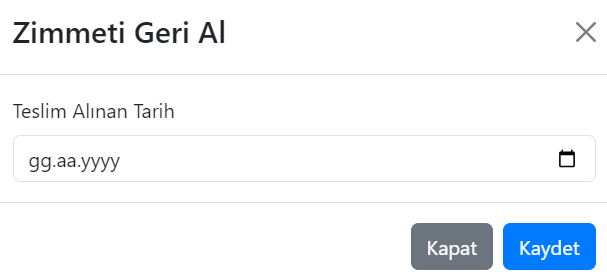 Zimmeti Geri Al
Teslim Alınan Tarih
gg.aa.yyyy
Kapat Kaydet